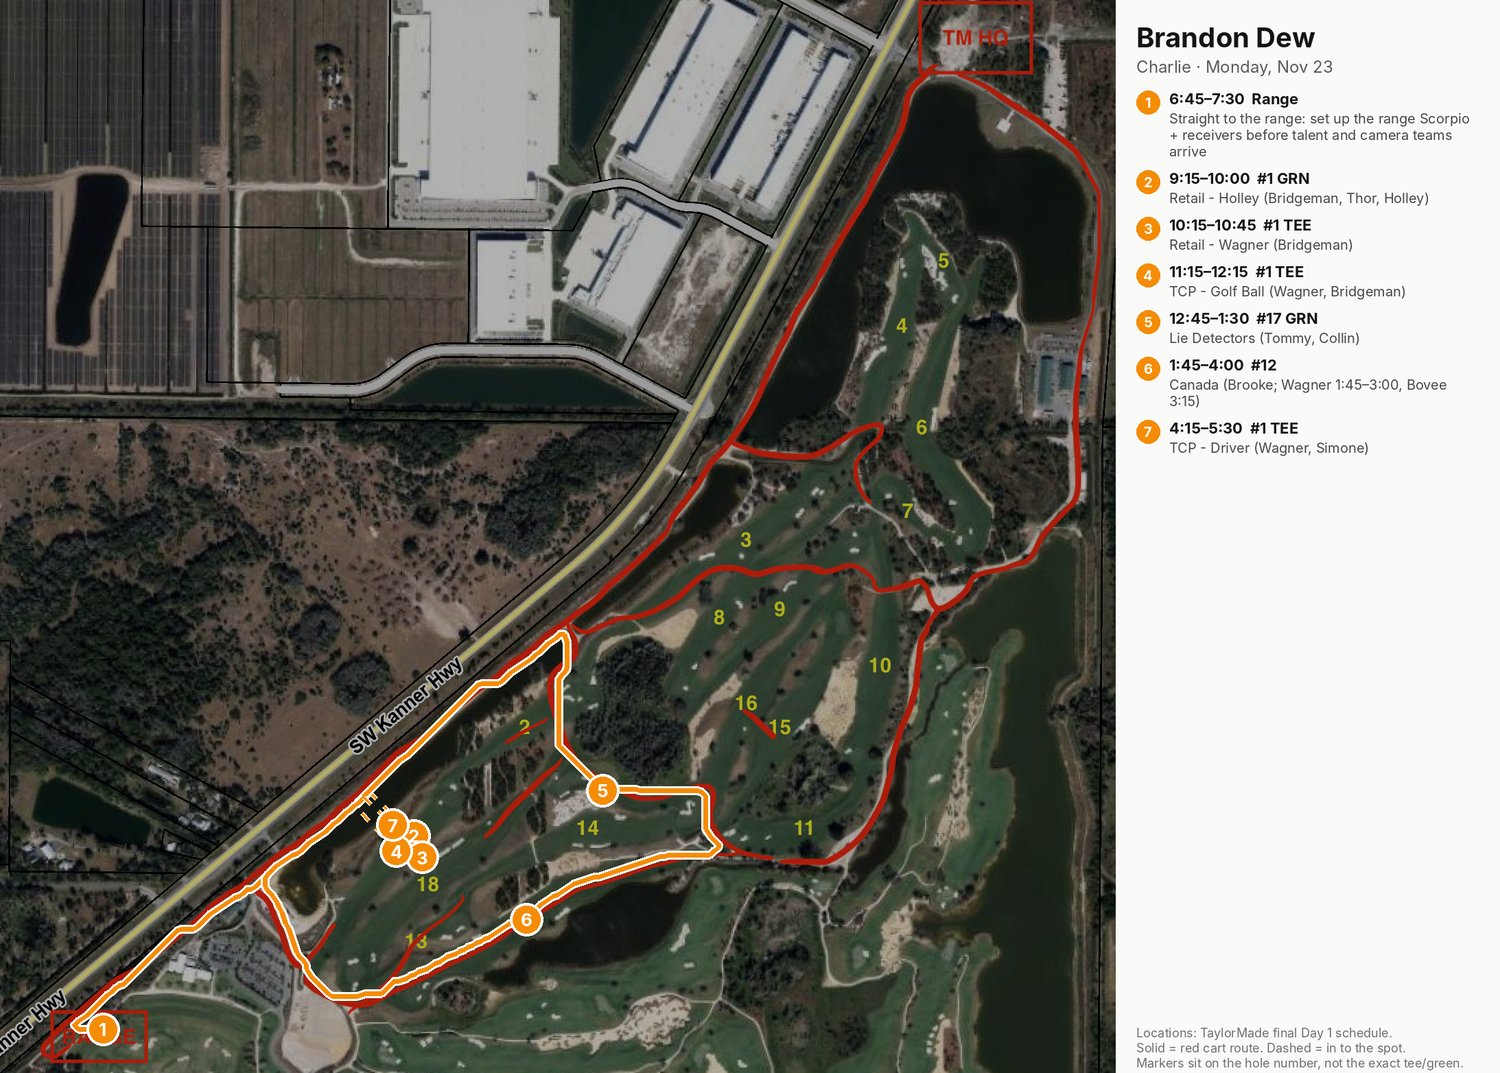 Brandon Dew
Charlie · Monday, Nov 23
1
6:45–7:30 Range
Straight to the range: set up the range Scorpio
+ receivers before talent and camera teams
arrive
2
9:15–10:00 #1 GRN
Retail - Holley (Bridgeman, Thor, Holley)
3
10:15–10:45 #1 TEE
Retail - Wagner (Bridgeman)
4
11:15–12:15 #1 TEE
TCP - Golf Ball (Wagner, Bridgeman)
5
12:45–1:30 #17 GRN
Lie Detectors (Tommy, Collin)
6
1:45–4:00 #12
Canada (Brooke; Wagner 1:45–3:00, Bovee
3:15)
7
4:15–5:30 #1 TEE
TCP - Driver (Wagner, Simone)
Locations: TaylorMade final Day 1 schedule.
Solid = red cart route. Dashed = in to the spot.
Markers sit on the hole number, not the exact tee/green.
TM HQ
5
4
6
7
3
8
9
10
16
15
2
SW Kanner Hwy
5
14
11
7
2
4
3
18
6
13
Hwy
1